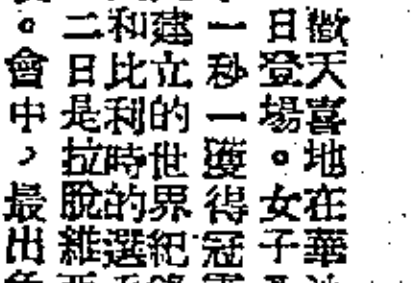 天喜地在華
日登場。女子
一秒一獲得冠
建立的世界紀
和比利時的選
二日是拉脫維
。會中，最出